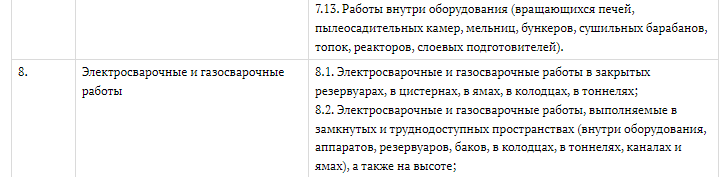 7.13. Работы внутри оборудования (вращающихся печей,
пылеосадительных камер, мельниц, бункеров, сушильных барабанов,
топок, реакторов, слоевых подготовителей).
8.
Электросварочные и газосварочные
работы
8.1. Электросварочные и газосварочные работы в закрытых
резервуарах, в цистернах, в ямах, в колодцах, в тоннелях;
8.2. Электросварочные и газосварочные работы, выполняемые в
замкнутых и труднодоступных пространствах (внутри оборудования,
аппаратов, резервуаров, баков, в колодцах, в тоннелях, каналах и
ямах), а также на высоте;